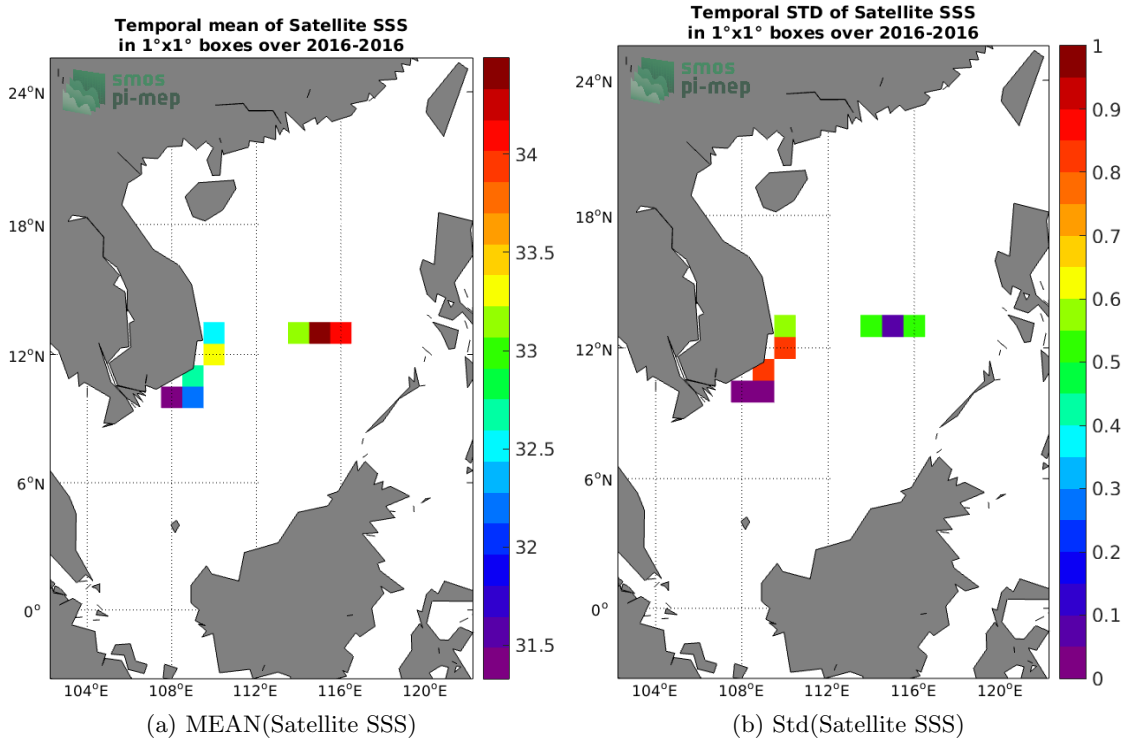 Temporal mean of Satellite SSS
in 1°x1° boxes over 2016-2016
smos
pi-mep
24°N
18°N
12°N
6°N
0°
104°E
108°E
112°E
116°E
120°E
34
33.5
33
32.5
32
31.5
(a) MEAN(Satellite SSS)
Temporal STD of Satellite SSS
in 1°x1° boxes over 2016-2016
smos
pi-mep
24°N
18°N
12°N
6°N
0°
104°E
108°E
112°E
116°E
120°E
1
0.9
0.8
0.7
0.6
0.5
0.4
0.3
0.2
0.1
0
(b) Std(Satellite SSS)